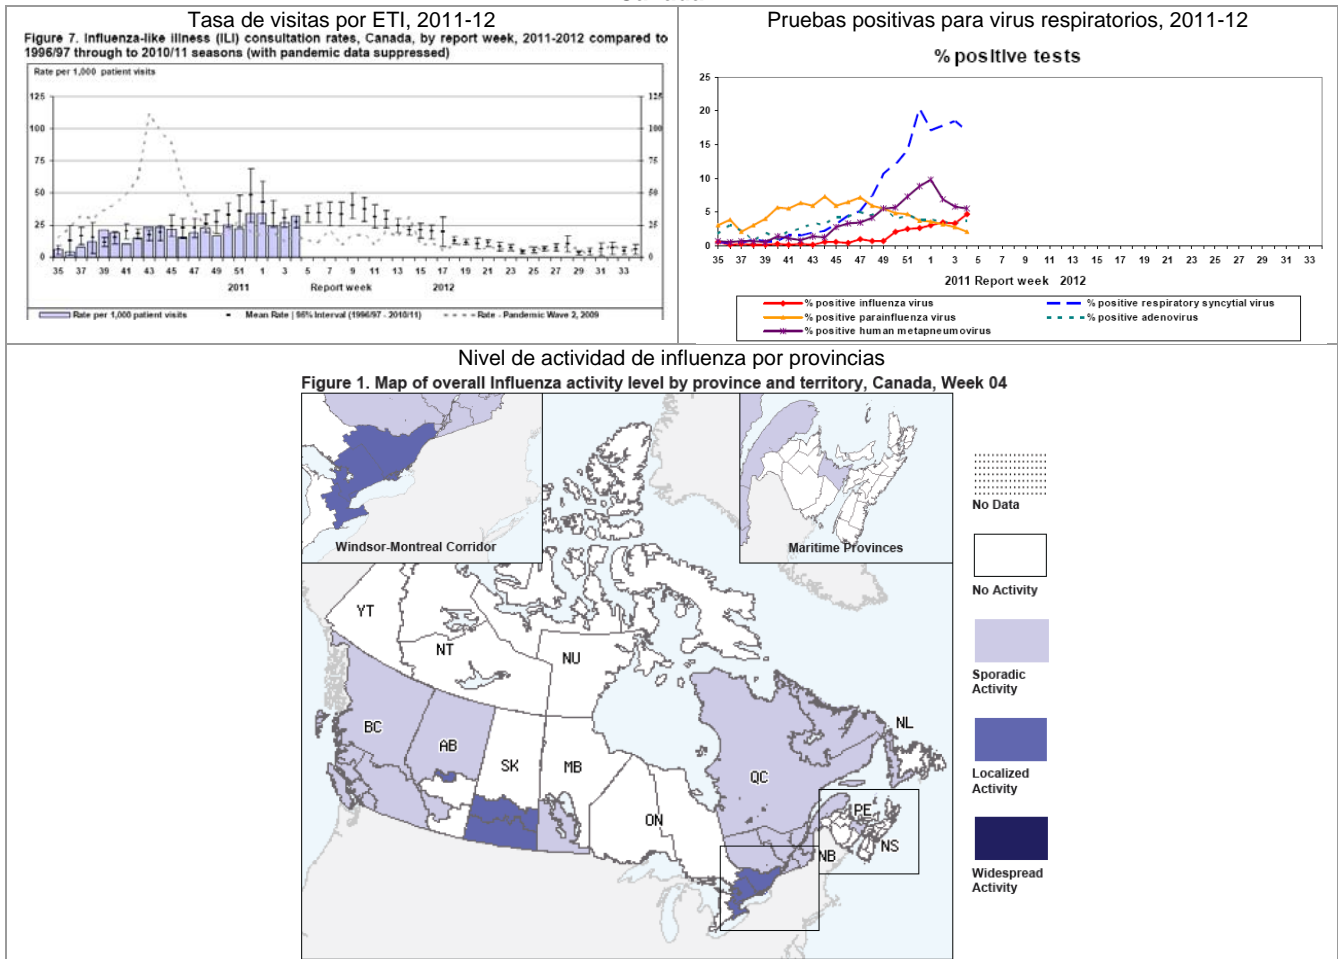 Tasa de visitas por ETI, 2011-12
Figure 7. Influenza-like illness (ILI) consultation rates, Canada, by report week, 2011-2012 compared to
1996/97 through to 2010/11 seasons (with pandemic data suppressed)
Rate per 1,000 patient visits
125 125
100 100
75 75
50 50
25 25
0 0
35 37 39 41 43 45 47 49 51 1 3 5 7 9 11 13 15 17 19 21 23 25 27 29 31 33
2011 Report week 2012
Rate per 1,000 patient visits Mean Rate | 95% Interval (1996/97 - 2010/11) Rate - Pandemic Wave 2, 2009
Pruebas positivas para virus respiratorios, 2011-12
% positive tests
25
20
15
10
5
0
35 37 39 41 43 45 47 49 51 1 3 5 7 9 11 13 15 17 19 21 23 25 27 29 31 33
2011 Report week 2012
% positive influenza virus % positive respiratory syncytial virus
% positive parainfluenza virus % positive adenovirus
% positive human metapneumovirus
Nivel de actividad de influenza por provincias
Figure 1. Map of overall Influenza activity level by province and territory, Canada, Week 04
Windsor-Montreal Corridor
Maritime Provinces
YT
NT
NU
BC
AB
SK
MB
ON
QC
NL
PE
NB
NS
No Data
No Activity
Sporadic
Activity
Localized
Activity
Widespread
Activity